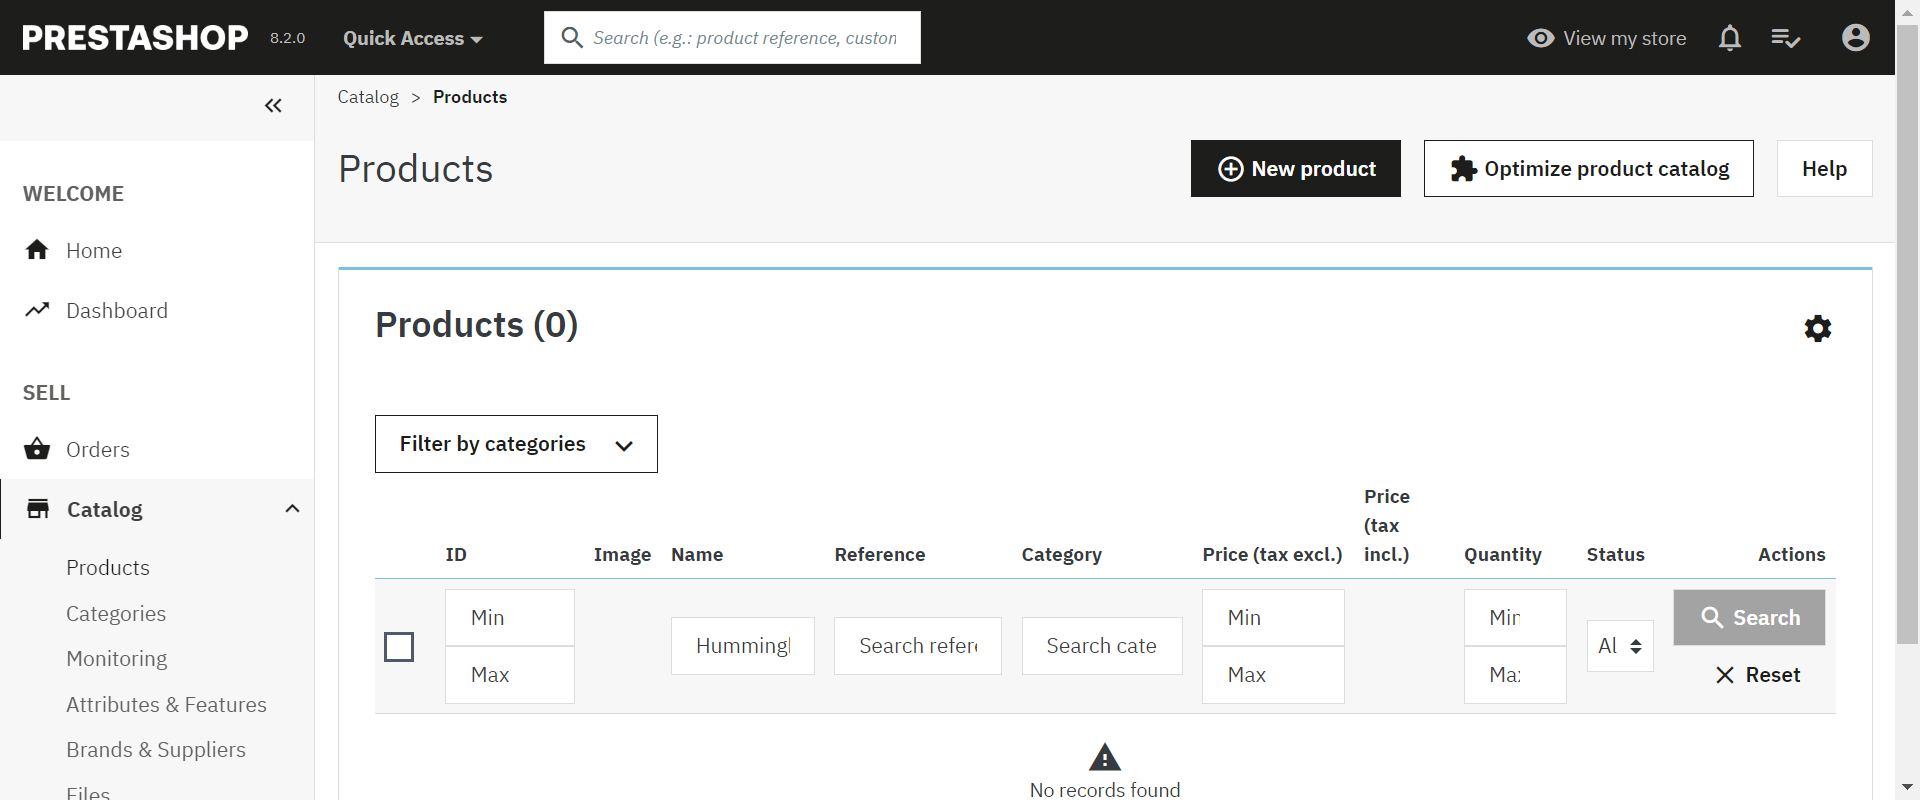 PRESTASHOP 8.2.0 Quick Access Search (e.g.: product reference, custon View my store
Catalog > Products
Products
New product Optimize product catalog Help
WELCOME
Home
Dashboard
SELL
Orders
Catalog
Products
Categories
Monitoring
Attributes & Features
Brands & Suppliers
Files
Products (0)
Filter by categories
ID Image Name Reference Category Price (tax excl.) Price (tax incl.) Quantity Status Actions
Min Min Min Search
Humming Search refer Search cate Al
Max Max Max Reset
No records found